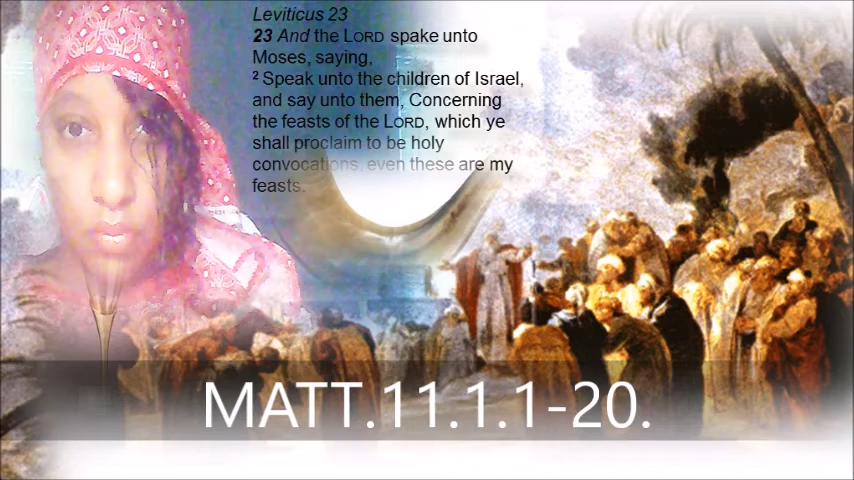 Leviticus 23
23 And the LORD spake unto
Moses, saying,
2 Speak unto the children of Israel,
and say unto them, Concerning
the feasts of the LORD, which ye
shall proclaim to be holy
convocations, even these are my
feasts.
MATT.11.1.1-20.